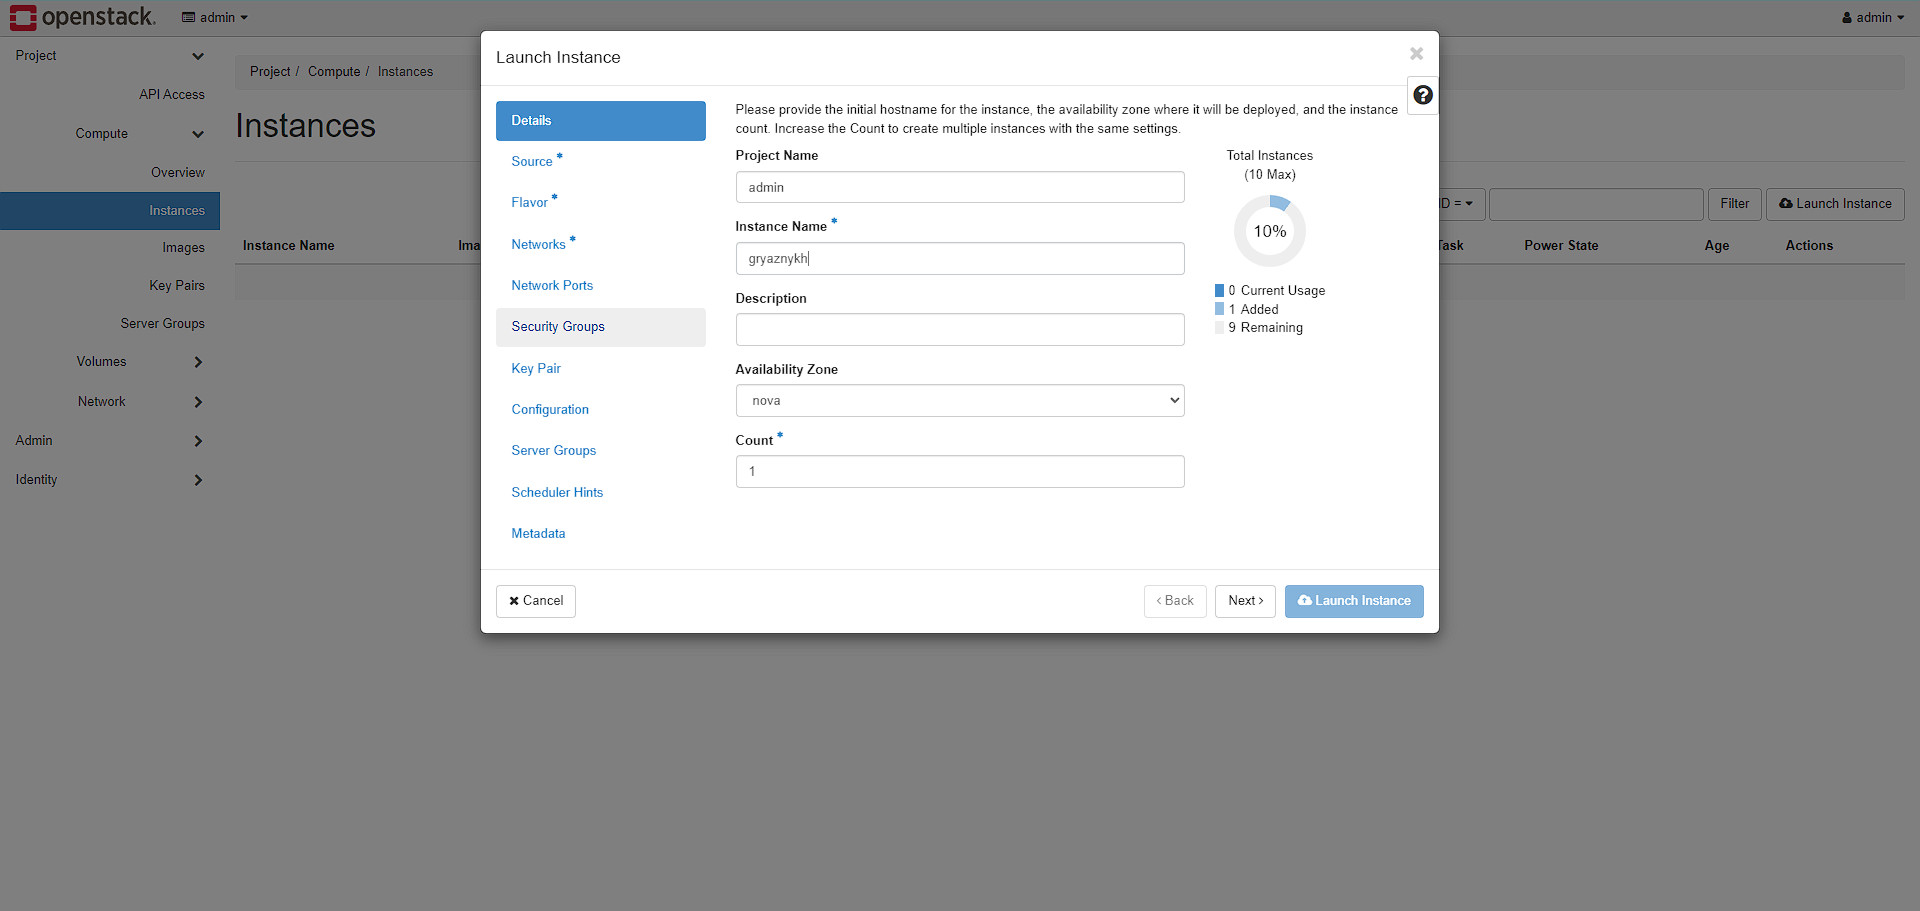 openstack. admin admin
Project
API Access
Compute
Overview
Instances
Images
Key Pairs
Server Groups
Volumes
Network
Admin
Identity
Project / Compute / Instances
Instances
ID = Filter Launch Instance
Instance Name Ima Task Power State Age Actions
Launch Instance
Details
Source *
Flavor *
Networks *
Network Ports
Security Groups
Key Pair
Configuration
Server Groups
Scheduler Hints
Metadata
Please provide the initial hostname for the instance, the availability zone where it will be deployed, and the instance
count. Increase the Count to create multiple instances with the same settings.
Project Name
admin
Instance Name *
gryaznykh
Description
Availability Zone
nova
Count *
1
Total Instances
(10 Max)
10%
0 Current Usage
1 Added
9 Remaining
Cancel
< Back Next > Launch Instance